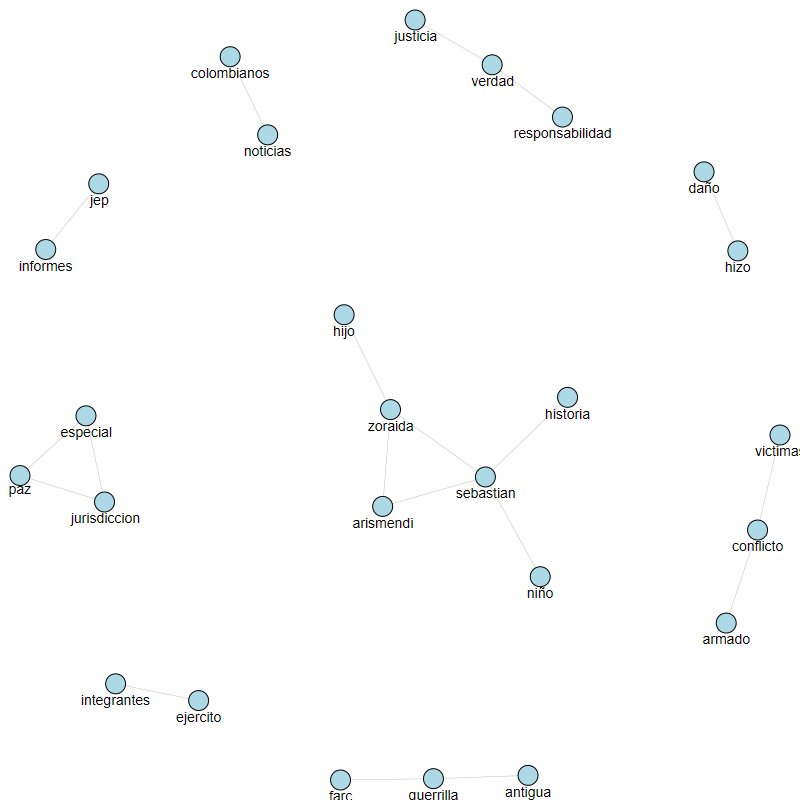 justicia
colombianos
verdad
responsabilidad
noticias
daño
jep
informes
hizo
hijo
historia
zoraida
especial
victimas
paz
sebastian
jurisdiccion
arismendi
conflicto
niño
armado
integrantes
ejercito
antigua
farc
guerrilla